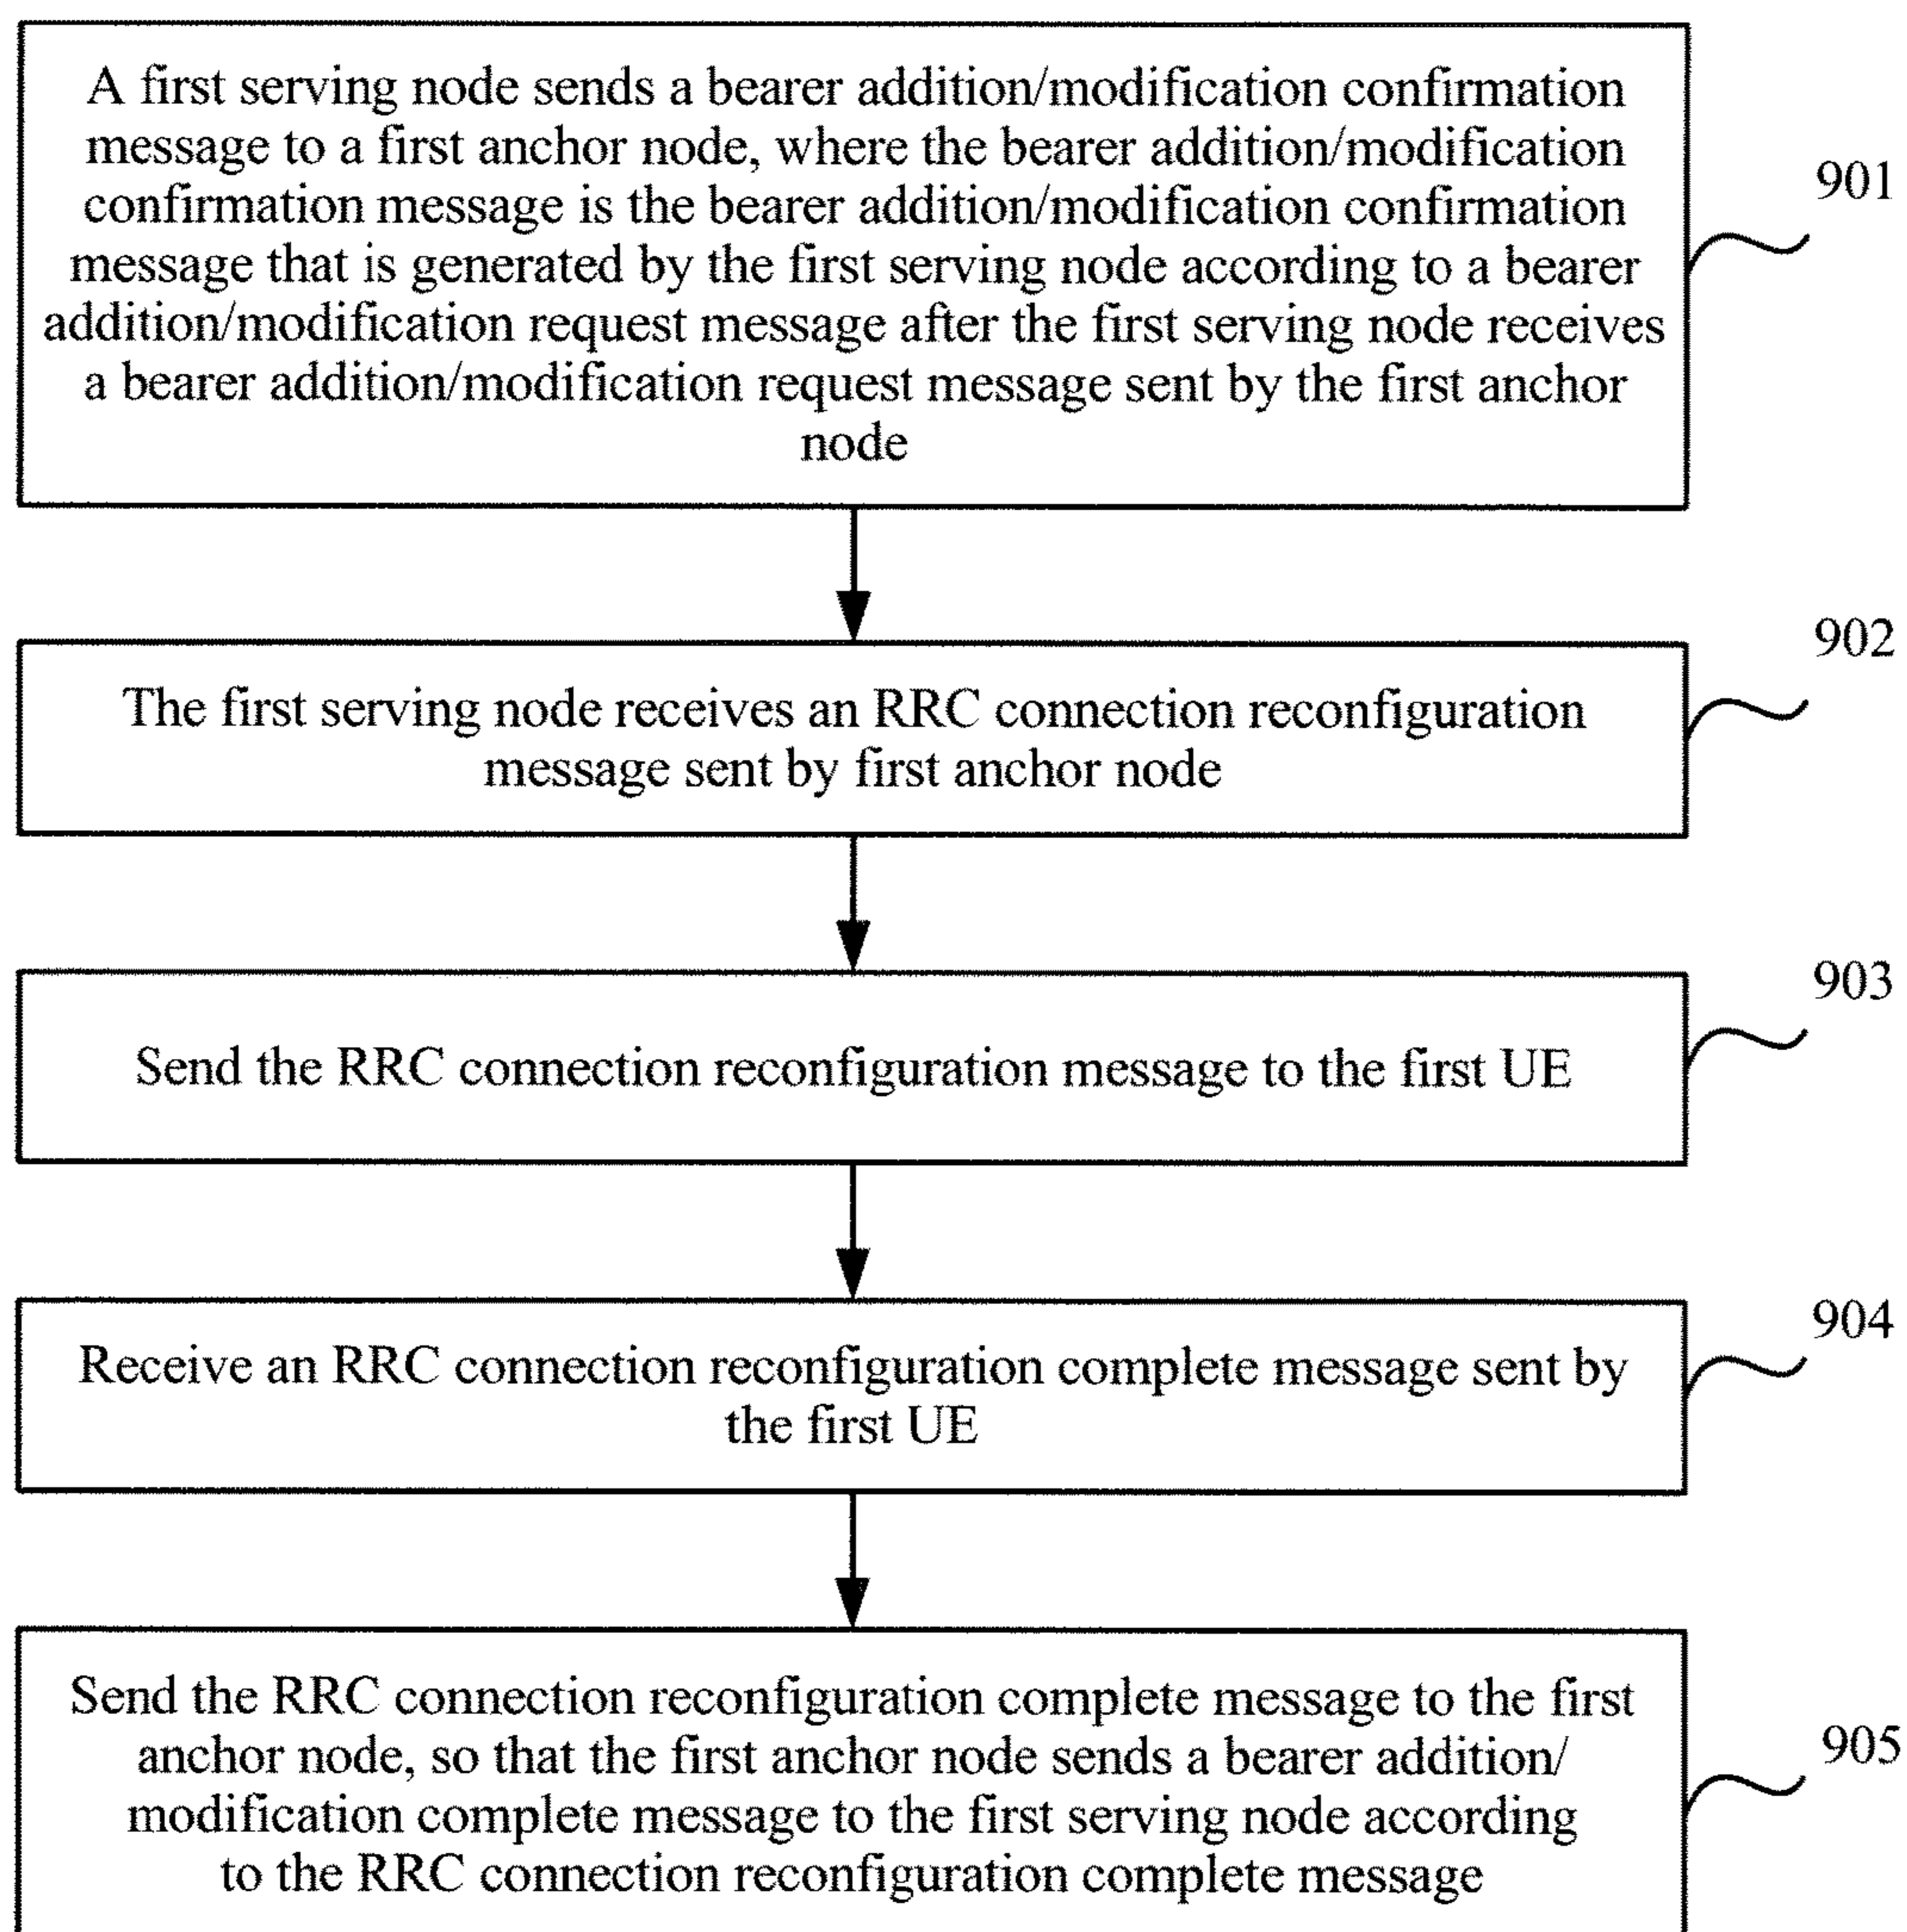 A first serving node sends a bearer addition/modification confirmation
message to a first anchor node, where the bearer addition/modification
confirmation message is the bearer addition/modification confirmation
message that is generated by the first serving node according to a bearer
addition/modification request message after the first serving node receives
a bearer addition/modification request message sent by the first anchor
node
901
The first serving node receives an RRC connection reconfiguration
message sent by first anchor node
902
Send the RRC connection reconfiguration message to the first UE
903
Receive an RRC connection reconfiguration complete message sent by
the first UE
904
Send the RRC connection reconfiguration complete message to the first
anchor node, so that the first anchor node sends a bearer addition/
modification complete message to the first serving node according
to the RRC connection reconfiguration complete message
905